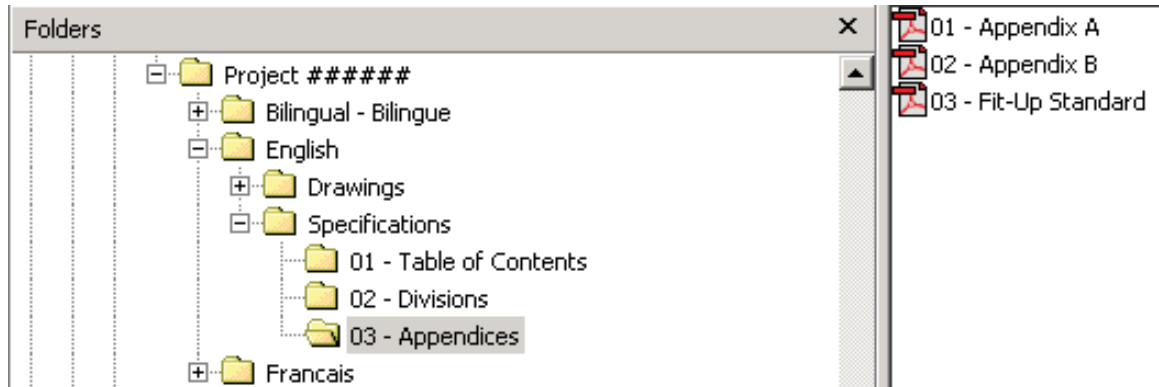 Folders
Project ######
Bilingual - Bilingue
English
Drawings
Specifications
01 - Table of Contents
02 - Divisions
03 - Appendices
Francais
01 - Appendix A
02 - Appendix B
03 - Fit-Up Standard